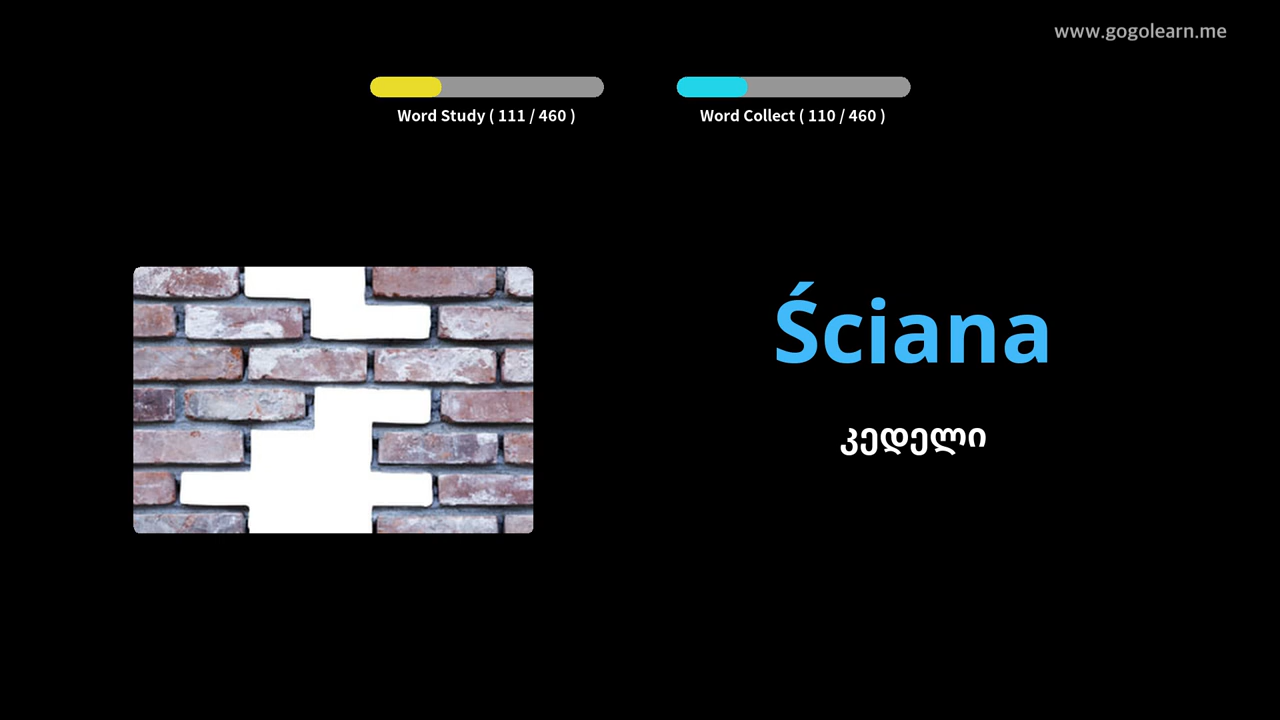 www.gogolearn.me
Word Study ( 111 / 460 )
Word Collect ( 110 / 460 )
Ściana
კედელი